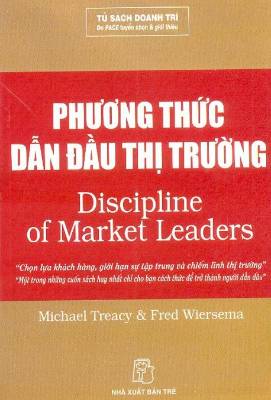 TỦ SÁCH DOANH TRÍ
Do PACE tuyển chọn & giới thiệu
PHƯƠNG THỨC
DẪN ĐẦU THỊ TRƯỜNG
Discipline
of Market Leaders
"Chọn lựa khách hàng, giới hạn sự tập trung và chiếm lĩnh thị trường"
"Một trong những cuốn sách hay nhất chỉ cho bạn cách thức để trở thành người dẫn đầu"
Michael Treacy & Fred Wiersema
NHÀ XUẤT BẢN TRẺ